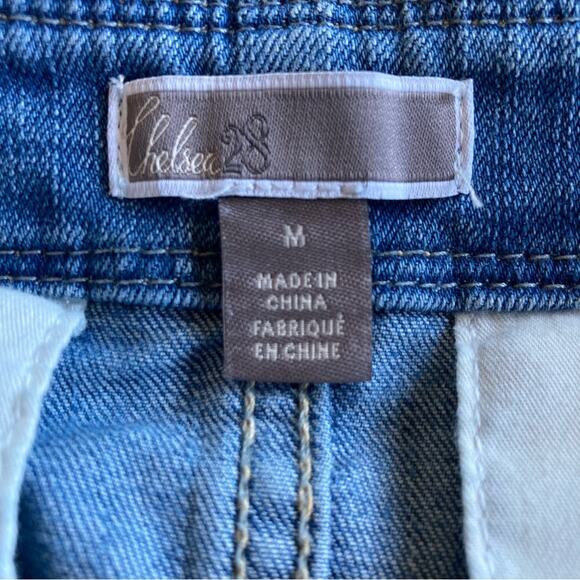 Chelsea28
M
MADE IN
CHINA
FABRIQUÉ
EN CHINE